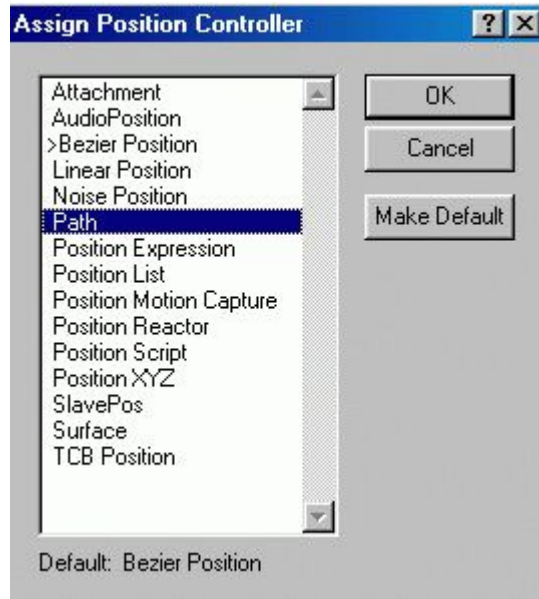 Assign Position Controller
Attachment
AudioPosition
>Bezier Position
Linear Position
Noise Position
Path
Position Expression
Position List
Position Motion Capture
Position Reactor
Position Script
Position XYZ
SlavePos
Surface
TCB Position
OK
Cancel
Make Default
Default: Bezier Position